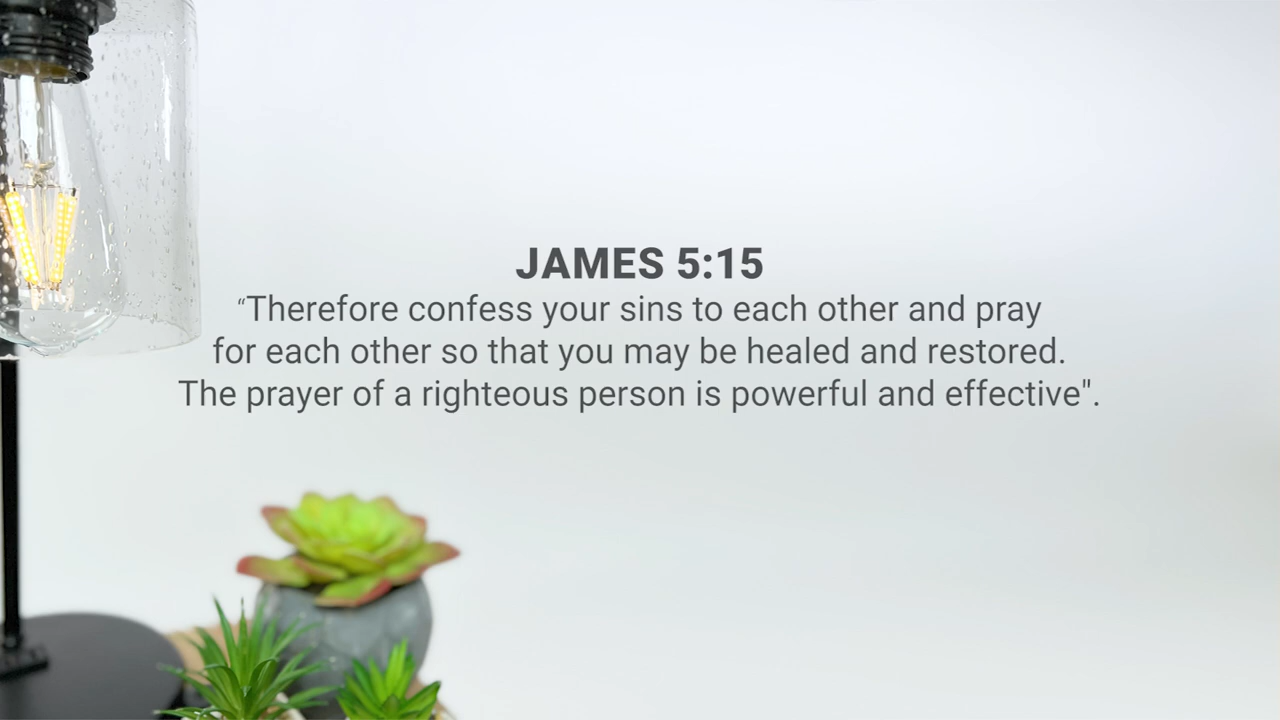 JAMES 5:15
“Therefore confess your sins to each other and pray
for each other so that you may be healed and restored.
The prayer of a righteous person is powerful and effective".